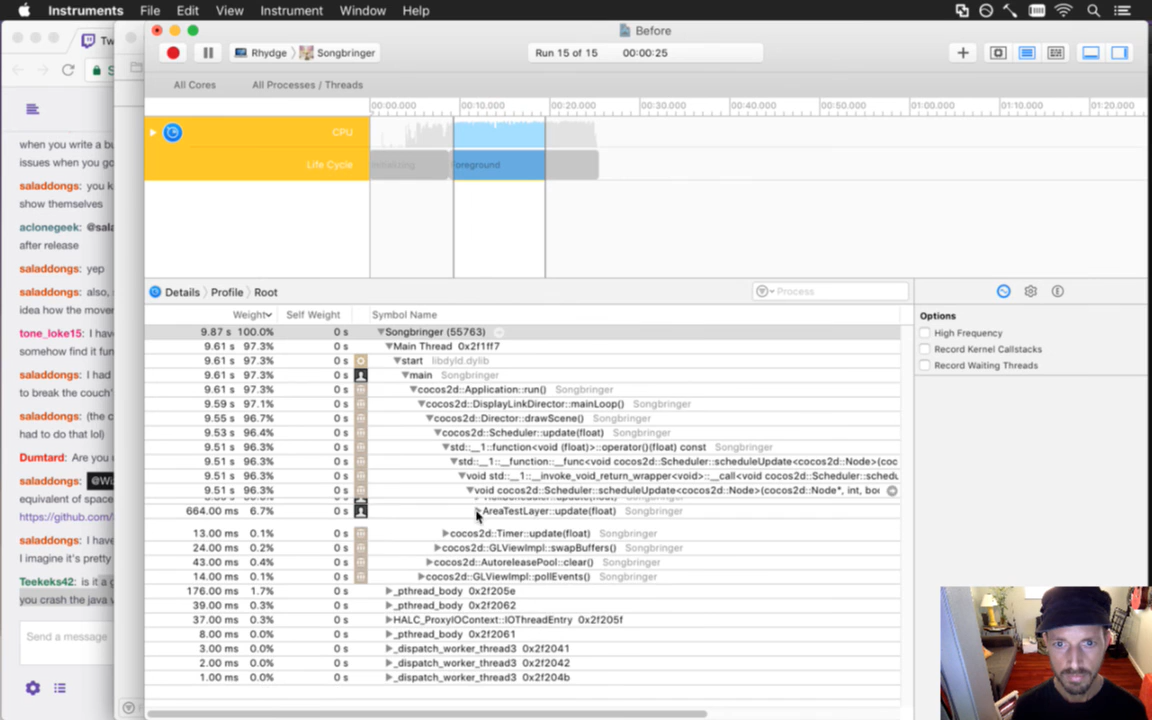 Instruments File Edit View Instrument Window Help
Before
Tw
Rhydge Songbringer
Run 15 of 15 00:00:25
All Cores All Processes / Threads
00:00.000 00:10.000 00:20.000 00:30.000 00:40.000 00:50.000 01:00.000 01:10.000 01:20.000
CPU
Life Cycle
Foreground
when you write a bu
issues when you go
saladdongs: you k
show themselves
aclonegeek: @sala
after release
saladdongs: yep
saladdongs: also,
idea how the mover
tone_loke15: I have
somehow find it fun
saladdongs: I had
to break the couch'
saladdongs: (the c
had to do that lol)
Dumtard: Are you
saladdongs: @Wi
equivalent of space
https://github.com/
saladdongs: I have
I imagine it's pretty
Teekeks42: is it a g
you crash the java v
Send a message
Details Profile Root
Process
Weight Self Weight Symbol Name
9.87 s 100.0% 0 s Songbringer (55763)
9.61 s 97.3% 0 s Main Thread 0x2f1ff7
9.61 s 97.3% 0 s start libdyld.dylib
9.61 s 97.3% 0 s main Songbringer
9.61 s 97.3% 0 s cocos2d::Application::run() Songbringer
9.59 s 97.1% 0 s cocos2d::DisplayLinkDirector::mainLoop() Songbringer
9.55 s 96.7% 0 s cocos2d::Director::drawScene() Songbringer
9.53 s 96.4% 0 s cocos2d::Scheduler::update(float) Songbringer
9.51 s 96.3% 0 s std::__1::function<void (float)>::operator()(float) const Songbringer
9.51 s 96.3% 0 s std::__1::__function::__func<void cocos2d::Scheduler::scheduleUpdate<cocos2d::Node>(coc
9.51 s 96.3% 0 s void std::__1::__invoke_void_return_wrapper<void>::__call<void cocos2d::Scheduler::sched
9.51 s 96.3% 0 s void cocos2d::Scheduler::scheduleUpdate<cocos2d::Node>(cocos2d::Node*, int, boo
664.00 ms 6.7% 0 s AreaTestLayer::update(float) Songbringer
13.00 ms 0.1% 0 s cocos2d::Timer::update(float) Songbringer
24.00 ms 0.2% 0 s cocos2d::GLViewImpl::swapBuffers() Songbringer
43.00 ms 0.4% 0 s cocos2d::AutoreleasePool::clear() Songbringer
14.00 ms 0.1% 0 s cocos2d::GLViewImpl::pollEvents() Songbringer
176.00 ms 1.7% 0 s _pthread_body 0x2f205e
39.00 ms 0.3% 0 s _pthread_body 0x2f2062
37.00 ms 0.3% 0 s HALC_ProxyIOContext::IOThreadEntry 0x2f205f
8.00 ms 0.0% 0 s _pthread_body 0x2f2061
3.00 ms 0.0% 0 s _dispatch_worker_thread3 0x2f2041
2.00 ms 0.0% 0 s _dispatch_worker_thread3 0x2f2042
1.00 ms 0.0% 0 s _dispatch_worker_thread3 0x2f204b
Options
High Frequency
Record Kernel Callstacks
Record Waiting Threads